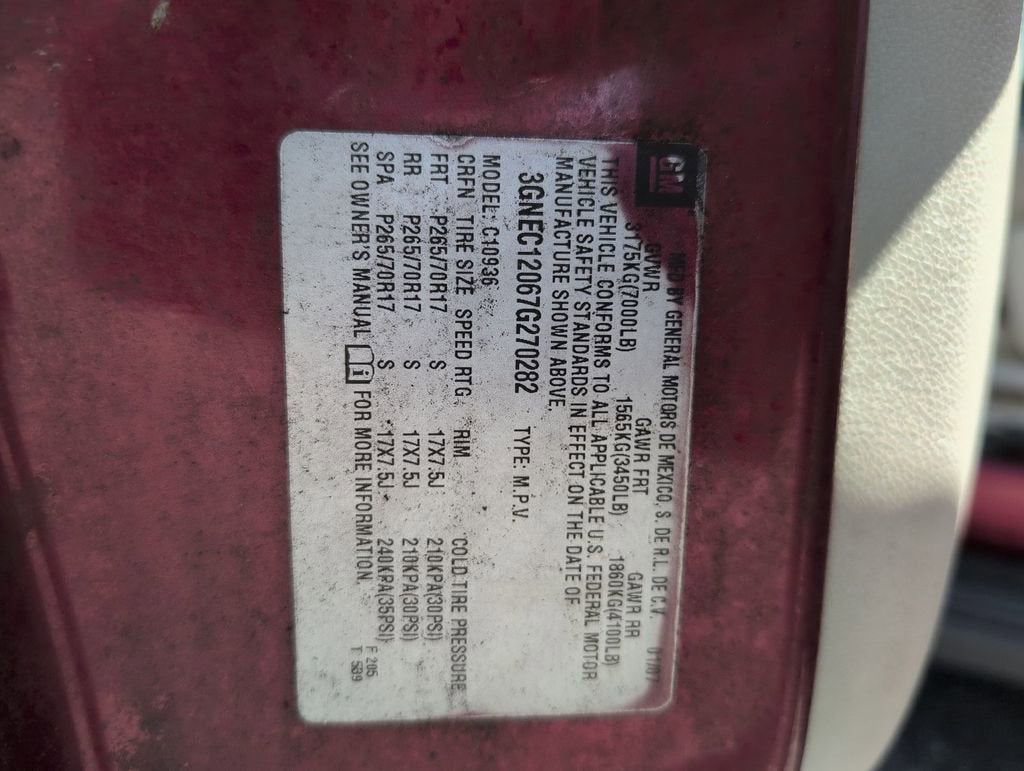 GM
MFD BY GENERAL MOTORS DE MEXICO, S. DE R.L. DE C.V. 01/07
GVWR GAWR FRT GAWR RR
3175KG(7000LB) 1565KG(3450LB) 1860KG(4100LB)
THIS VEHICLE CONFORMS TO ALL APPLICABLE U.S. FEDERAL MOTOR
VEHICLE SAFETY STANDARDS IN EFFECT ON THE DATE OF
MANUFACTURE SHOWN ABOVE.
3GNEC12067G270282 TYPE: M.P.V.
MODEL: C10936
CRFN TIRE SIZE SPEED RTG RIM COLD TIRE PRESSURE
FRT P265/70R17 S 17X7.5J 210KPA(30PSI)
RR P265/70R17 S 17X7.5J 210KPA(30PSI)
SPA P265/70R17 S 17X7.5J 240KPA(35PSI)
SEE OWNER'S MANUAL FOR MORE INFORMATION. F 205
T 589